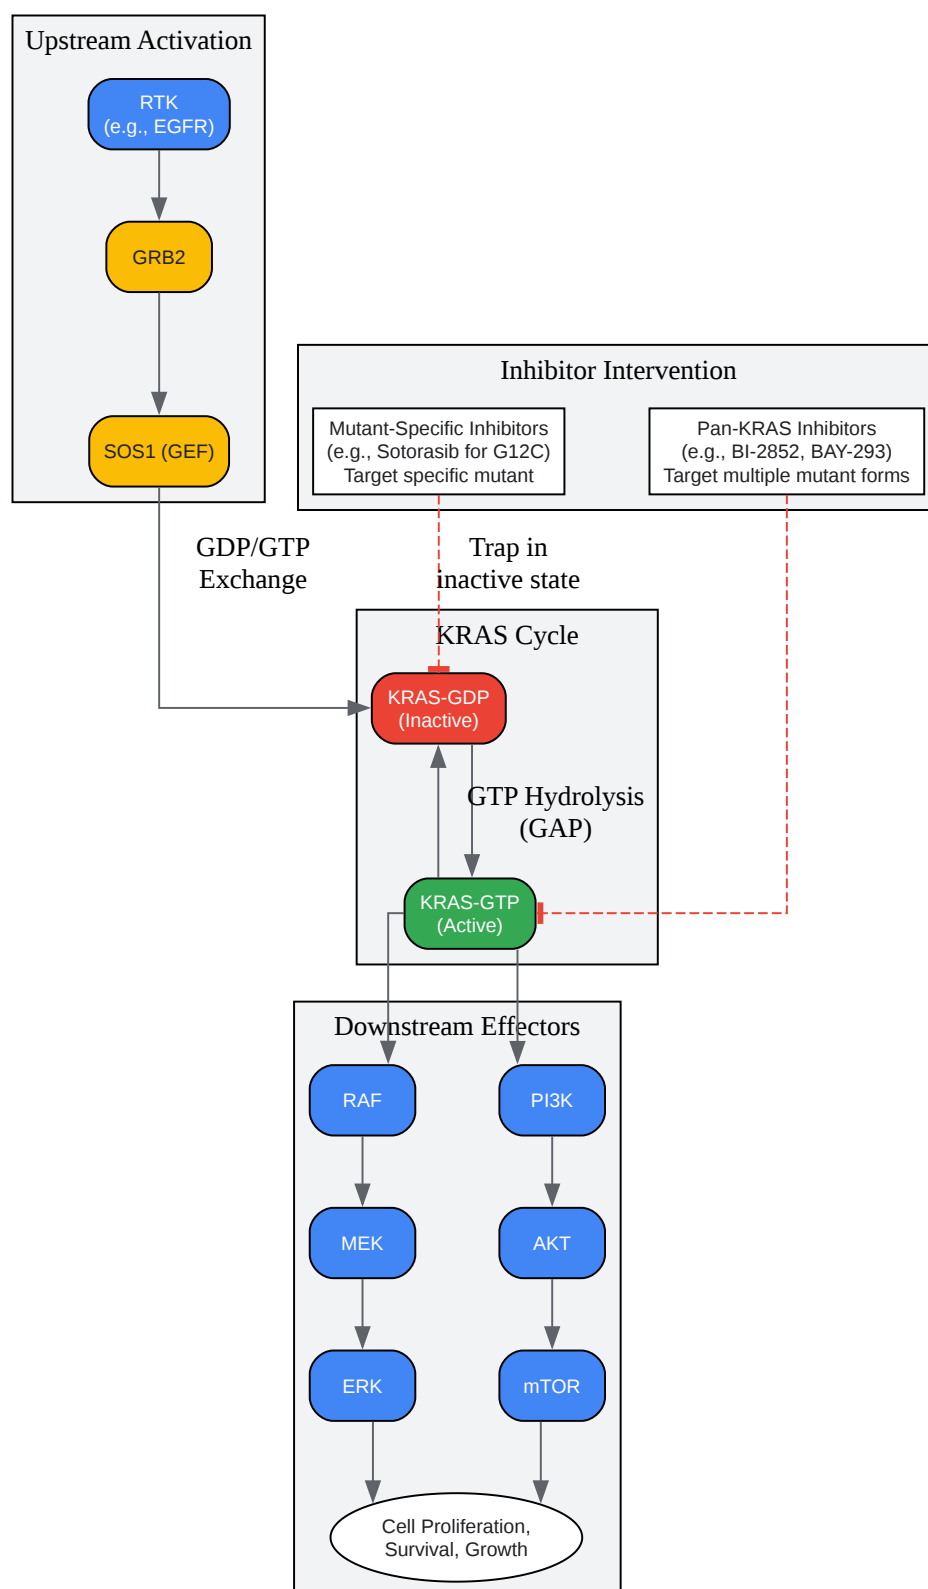 Upstream Activation
RTK
(e.g., EGFR)
GRB2
SOS1 (GEF)
Inhibitor Intervention
Mutant-Specific Inhibitors
(e.g., Sotorasib for G12C)
Target specific mutant
Pan-KRAS Inhibitors
(e.g., BI-2852, BAY-293)
Target multiple mutant forms
GDP/GTP
Exchange
Trap in
inactive state
KRAS Cycle
KRAS-GDP
(Inactive)
GTP Hydrolysis
(GAP)
KRAS-GTP
(Active)
Downstream Effectors
RAF
PI3K
MEK
AKT
ERK
mTOR
Cell Proliferation,
Survival, Growth